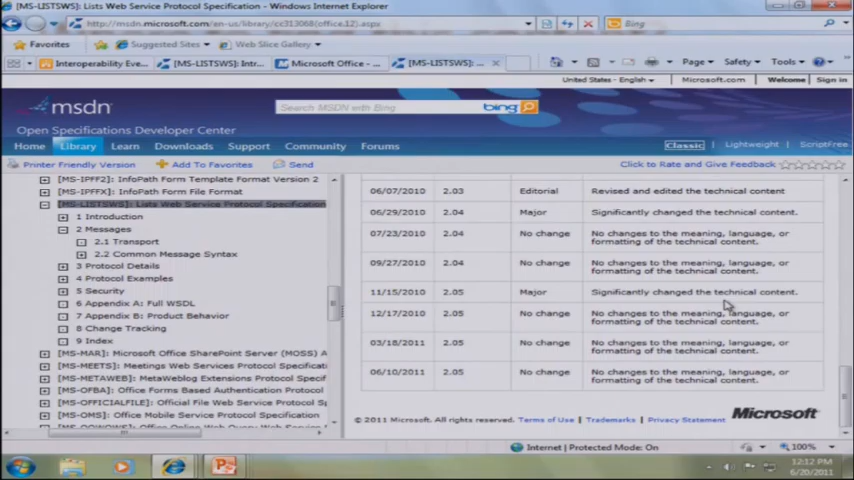 [MS-LISTSWS]: Lists Web Service Protocol Specification - Windows Internet Explorer
http://msdn.microsoft.com/en-us/library/cc313068(office.12).aspx
Bing
Favorites
Suggested Sites
Web Slice Gallery
Interoperability Eve...
[MS-LISTSWS]: Intr...
Microsoft Office - ...
[MS-LISTSWS]: ...
Page
Safety
Tools
United States - English
Microsoft.com
Welcome
Sign in
msdn
Search MSDN with Bing
bing
Open Specifications Developer Center
Home
Library
Learn
Downloads
Support
Community
Forums
Classic
Lightweight
ScriptFree
Printer Friendly Version
Add To Favorites
Send
Click to Rate and Give Feedback
[MS-IPFF2]: InfoPath Form Template Format Version 2
[MS-IPFFX]: InfoPath Form File Format
[MS-LISTSWS]: Lists Web Service Protocol Specification
1 Introduction
2 Messages
2.1 Transport
2.2 Common Message Syntax
3 Protocol Details
4 Protocol Examples
5 Security
6 Appendix A: Full WSDL
7 Appendix B: Product Behavior
8 Change Tracking
9 Index
[MS-MAR]: Microsoft Office SharePoint Server (MOSS) A
[MS-MEETS]: Meetings Web Services Protocol Specificat
[MS-METAWEB]: MetaWeblog Extensions Protocol Specif
[MS-OFBA]: Office Forms Based Authentication Protocol
[MS-OFFICIALFILE]: Official File Web Service Protocol Sp
[MS-OMS]: Office Mobile Service Protocol Specification
06/07/2010 2.03 Editorial Revised and edited the technical content
06/29/2010 2.04 Major Significantly changed the technical content.
07/23/2010 2.04 No change No changes to the meaning, language, or
formatting of the technical content.
09/27/2010 2.04 No change No changes to the meaning, language, or
formatting of the technical content.
11/15/2010 2.05 Major Significantly changed the technical content.
12/17/2010 2.05 No change No changes to the meaning, language, or
formatting of the technical content.
03/18/2011 2.05 No change No changes to the meaning, language, or
formatting of the technical content.
06/10/2011 2.05 No change No changes to the meaning, language, or
formatting of the technical content.
© 2011 Microsoft. All rights reserved. Terms of Use | Trademarks | Privacy Statement
Microsoft
Internet | Protected Mode: On
100%
12:12 PM
6/20/2011